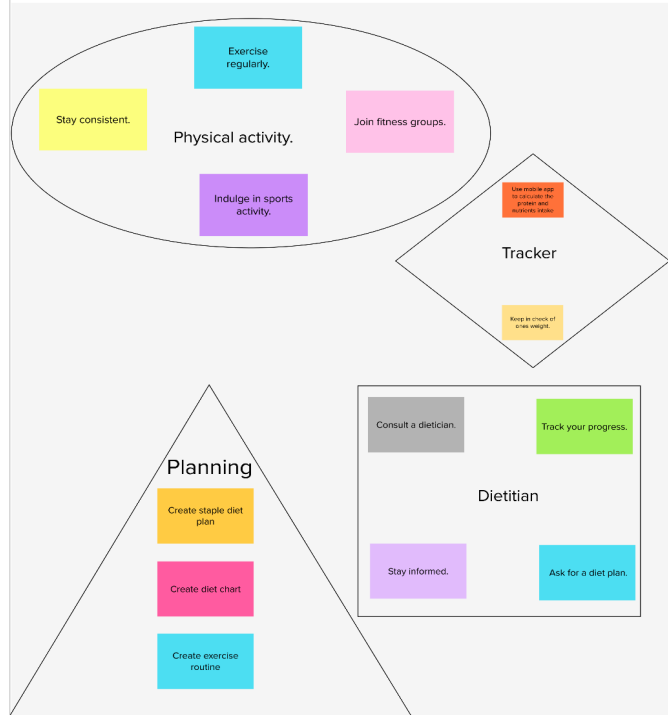 Exercise
regularly.
Stay consistent.
Join fitness groups.
Physical activity.
Indulge in sports
activity.
Use mobile app
to calculate the
protein and
nutrients intake
Tracker
Keep in check of
ones weight.
Planning
Create staple diet
plan
Create diet chart
Create exercise
routine
Consult a dietician.
Track your progress.
Dietitian
Stay informed.
Ask for a diet plan.